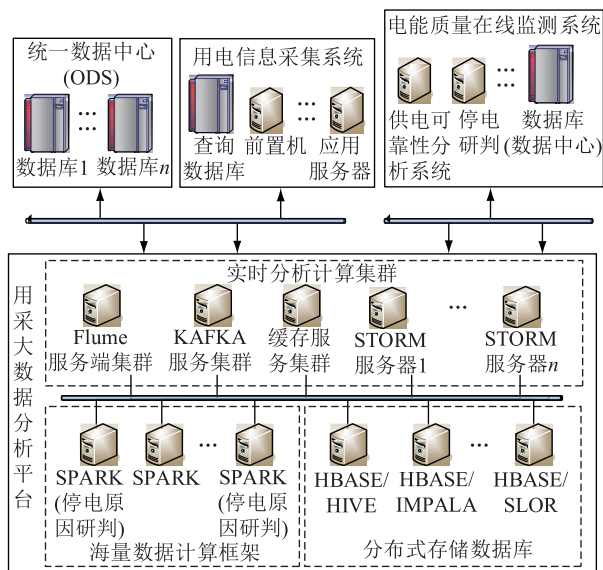 统一数据中心
(ODS)
数据库1
数据库n
用电信息采集系统
查询
数据库
前置机
应用
服务器
电能质量在线监测系统
供电可
靠性分
析系统
停电
研判
数据库
(数据中心)
用采大数据分析平台
实时分析计算集群
Flume
服务端集群
KAFKA
服务集群
缓存服
务集群
STORM
服务器1
STORM
服务器n
SPARK
(停电原
因研判)
SPARK
SPARK
(停电原
因研判)
海量数据计算框架
HBASE/
HIVE
HBASE/
IMPALA
HBASE/
SLOR
分布式存储数据库